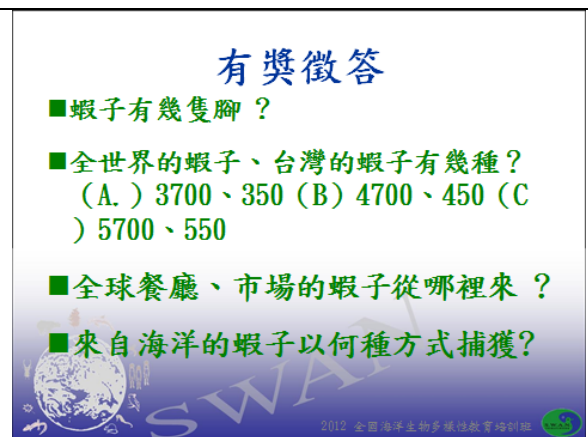 有獎徵答
■蝦子有幾隻腳 ？
■全世界的蝦子、台灣的蝦子有幾種？
（A.）3700、350（B）4700、450（C
）5700、550
■全球餐廳、市場的蝦子從哪裡來 ？
■來自海洋的蝦子以何種方式捕獲?
SWAN
2012 全國海洋生物多樣性教育培訓班